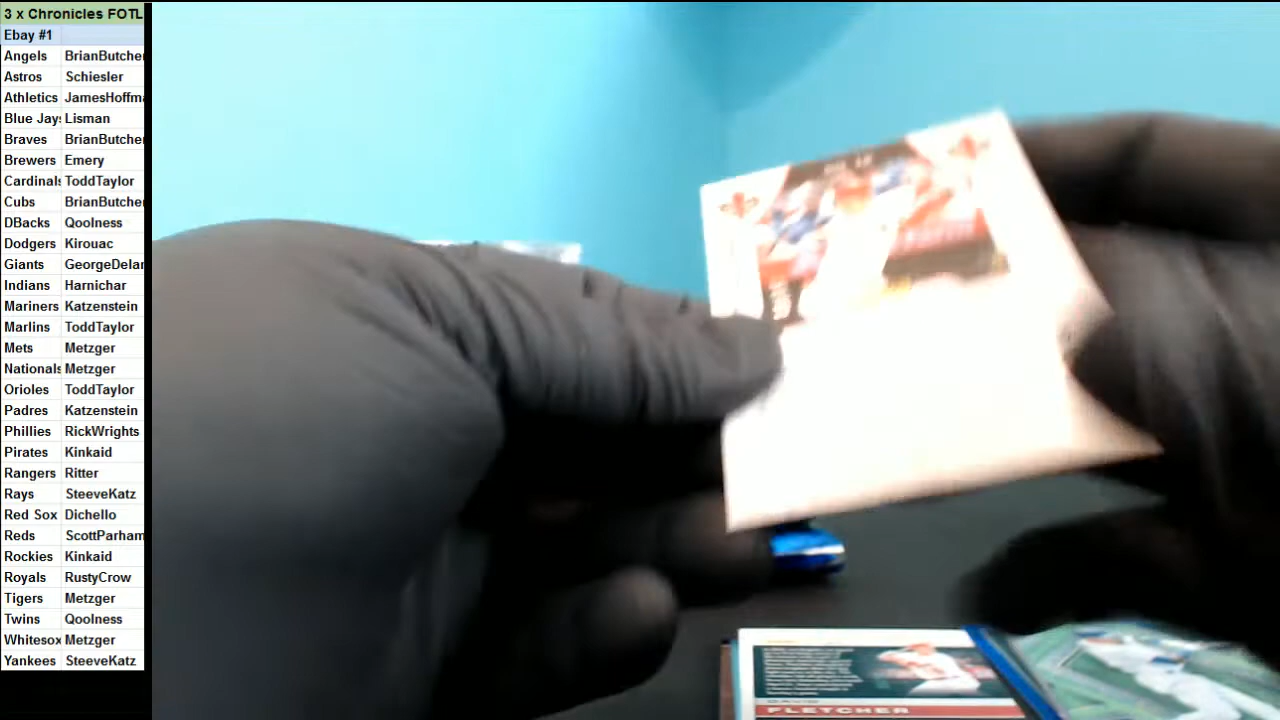 3 x Chronicles FOTL
Ebay #1
Angels BrianButcher
Astros Schiesler
Athletics JamesHoffma
Blue Jays Lisman
Braves BrianButcher
Brewers Emery
Cardinals ToddTaylor
Cubs BrianButcher
DBacks Qoolness
Dodgers Kirouac
Giants GeorgeDelan
Indians Harnichar
Mariners Katzenstein
Marlins ToddTaylor
Mets Metzger
Nationals Metzger
Orioles ToddTaylor
Padres Katzenstein
Phillies RickWrights
Pirates Kinkaid
Rangers Ritter
Rays SteeveKatz
Red Sox Dichello
Reds ScottParham
Rockies Kinkaid
Royals RustyCrow
Tigers Metzger
Twins Qoolness
Whitesox Metzger
Yankees SteeveKatz
FLETCHER